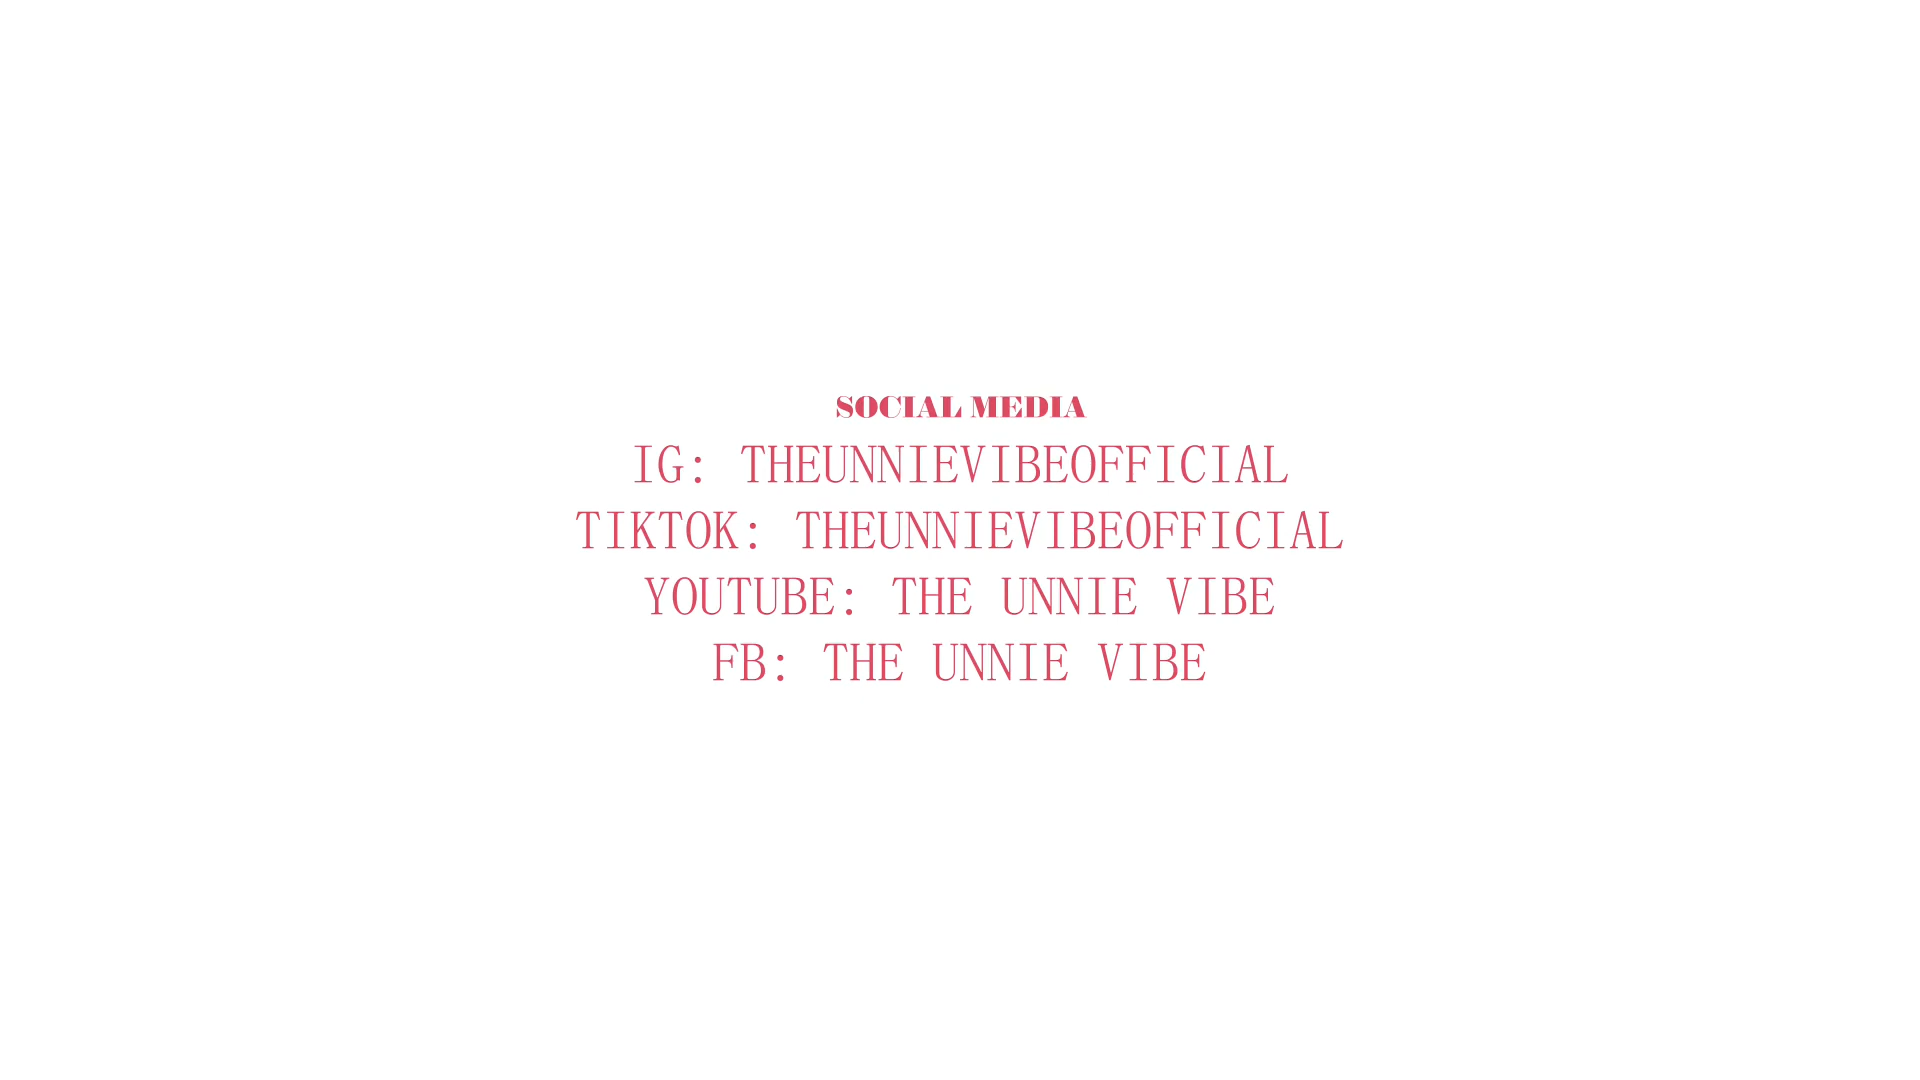 SOCIAL MEDIA
IG: THEUNNIEVIBEOFFICIAL
TIKTOK: THEUNNIEVIBEOFFICIAL
YOUTUBE: THE UNNIE VIBE
FB: THE UNNIE VIBE